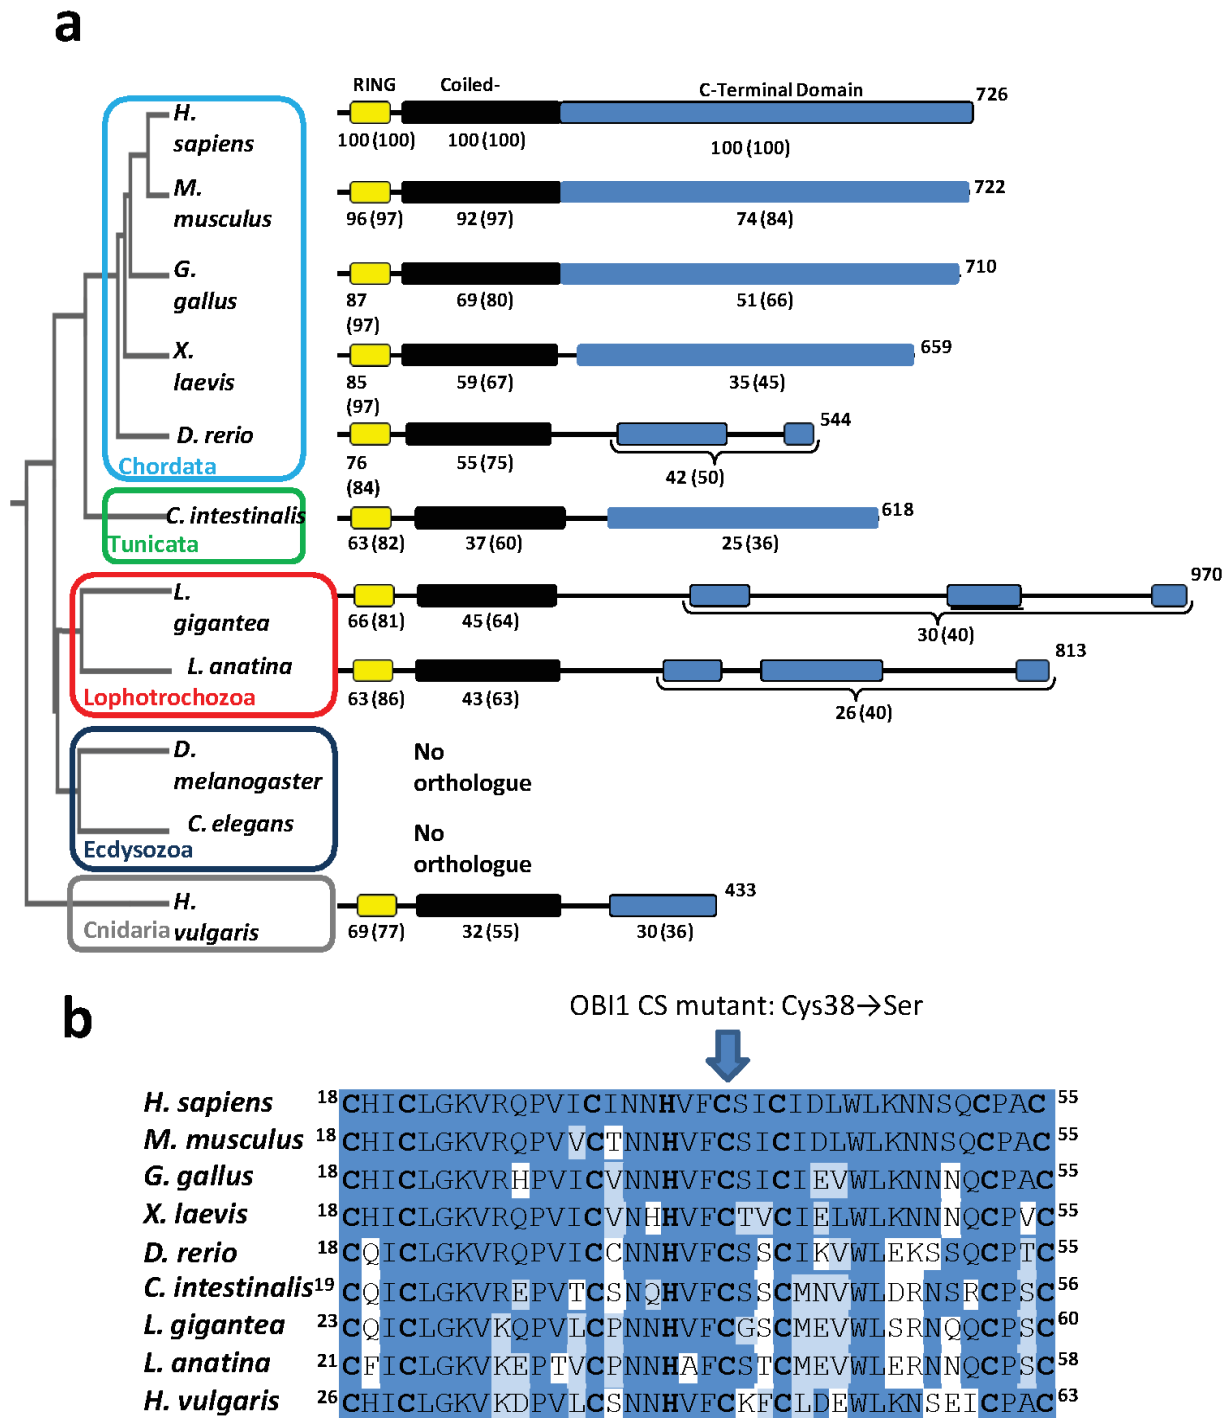 a
RING Coiled- C-Terminal Domain 726
H. sapiens
100 (100) 100 (100) 100 (100)
M. musculus
722
96 (97) 92 (97) 74 (84)
G. gallus
710
87 (97) 69 (80) 51 (66)
X. laevis
659
85 (97) 59 (67) 35 (45)
D. rerio
544
76 (84) 55 (75) 42 (50)
Chordata
C. intestinalis
618
Tunicata
63 (82) 37 (60) 25 (36)
L. gigantea
970
66 (81) 45 (64) 30 (40)
L. anatina
813
Lophotrochozoa
63 (86) 43 (63) 26 (40)
D. melanogaster
No orthologue
C. elegans
No orthologue
Ecdysozoa
H. vulgaris
433
Cnidaria
69 (77) 32 (55) 30 (36)
b
OBI1 CS mutant: Cys38→Ser
H. sapiens 18 CHICLGKVRQPVICINNHVFCSICIDLWLKNNSQCPAC 55
M. musculus 18 CHICLGKVRQPVVCTNNHVFCSICIDLWLKNNSQCPAC 55
G. gallus 18 CHICLGKVRHPVICVNNHVFCSICIEVWLKNNNQCPAC 55
X. laevis 18 CHICLGKVRQPVICVNHHVFCTVCIELWLKNNNQCPVC 55
D. rerio 18 CQICLGKVRQPVICCNNHVFCSSCIKVWLEKSSQCPTC 55
C. intestinalis 19 CQICLGKVREPVTCSNQHVFCSSCMNVWLDRNSRCPSC 56
L. gigantea 23 CQICLGKVKQPVLCPNNHVFCGSCMEVWLSRNQQCPSC 60
L. anatina 21 CFICLGKVKEPTVCPNNHAFCSTCMEVWLERNNQCPSC 58
H. vulgaris 26 CHICLGKVKDPVLCSNNHVFCKFCLDEWLKNSEICPAC 63